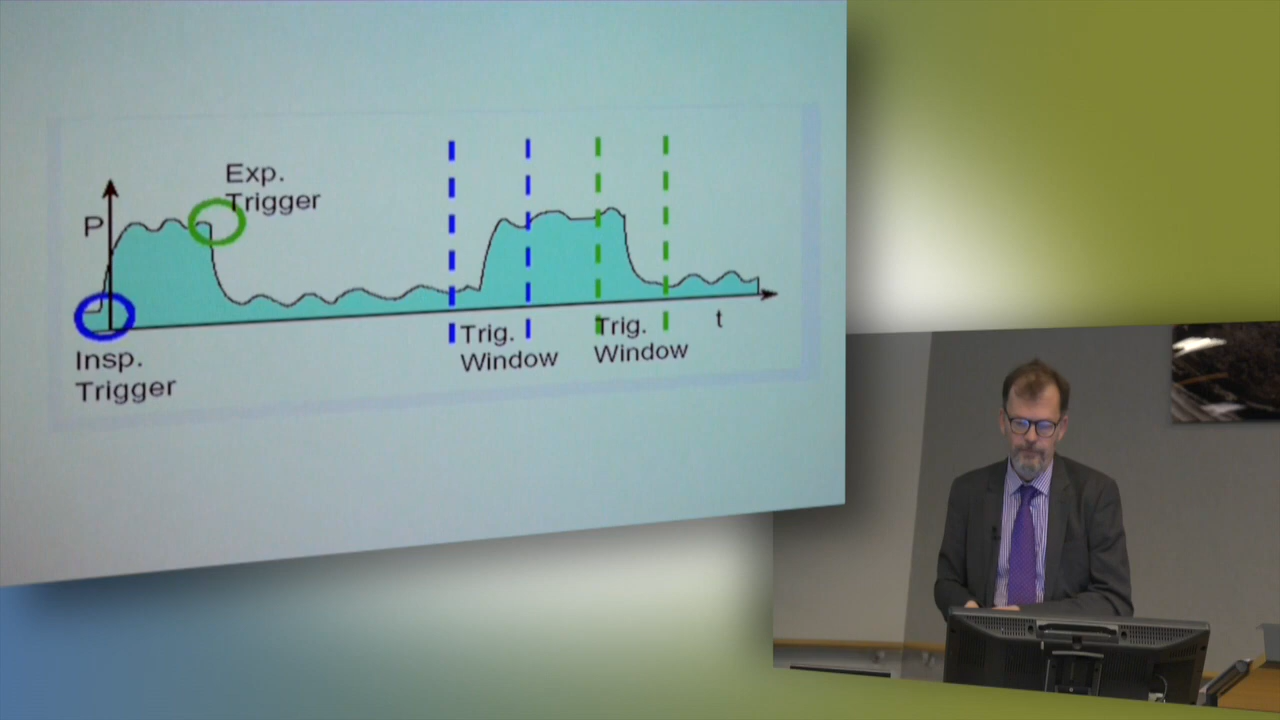 Exp.
Trigger
P
Insp.
Trigger
Trig.
Window
Trig.
Window
t